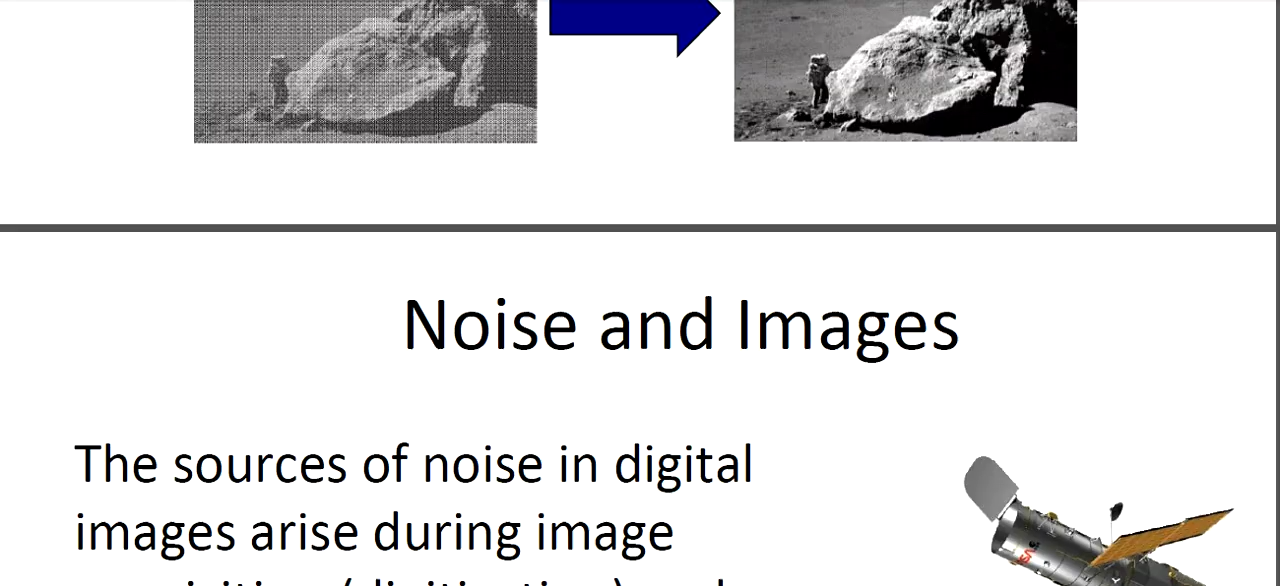 Noise and Images
The sources of noise in digital
images arise during image